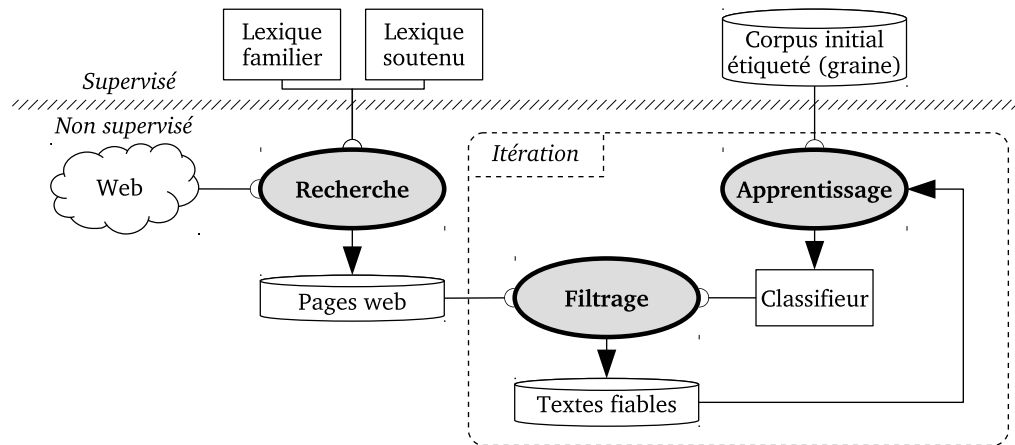 Lexique
familier
Lexique
soutenu
Corpus initial
étiqueté (graine)
Supervisé
Non supervisé
Itération
Web
Recherche
Apprentissage
Pages web
Filtrage
Classifieur
Textes fiables